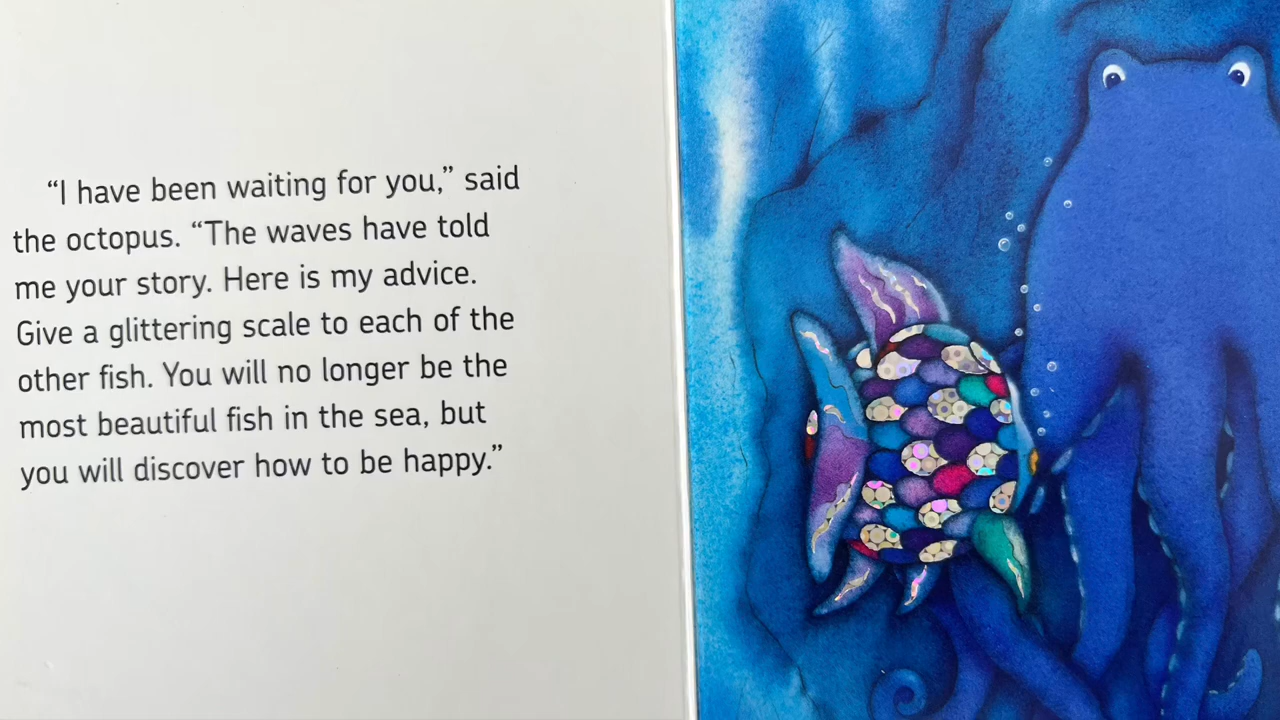 “I have been waiting for you,” said
the octopus. “The waves have told
me your story. Here is my advice.
Give a glittering scale to each of the
other fish. You will no longer be the
most beautiful fish in the sea, but
you will discover how to be happy.”